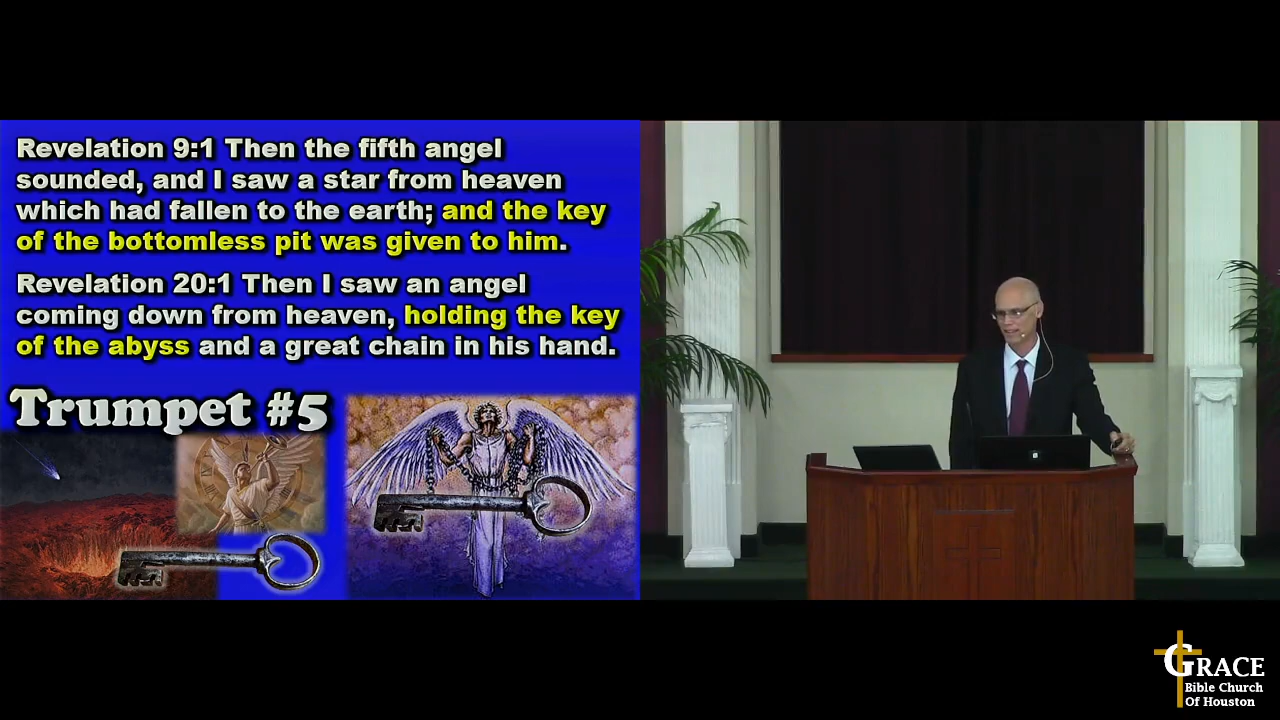 Revelation 9:1 Then the fifth angel
sounded, and I saw a star from heaven
which had fallen to the earth; and the key
of the bottomless pit was given to him.
Revelation 20:1 Then I saw an angel
coming down from heaven, holding the key
of the abyss and a great chain in his hand.
Trumpet #5
GRACE
Bible Church
Of Houston